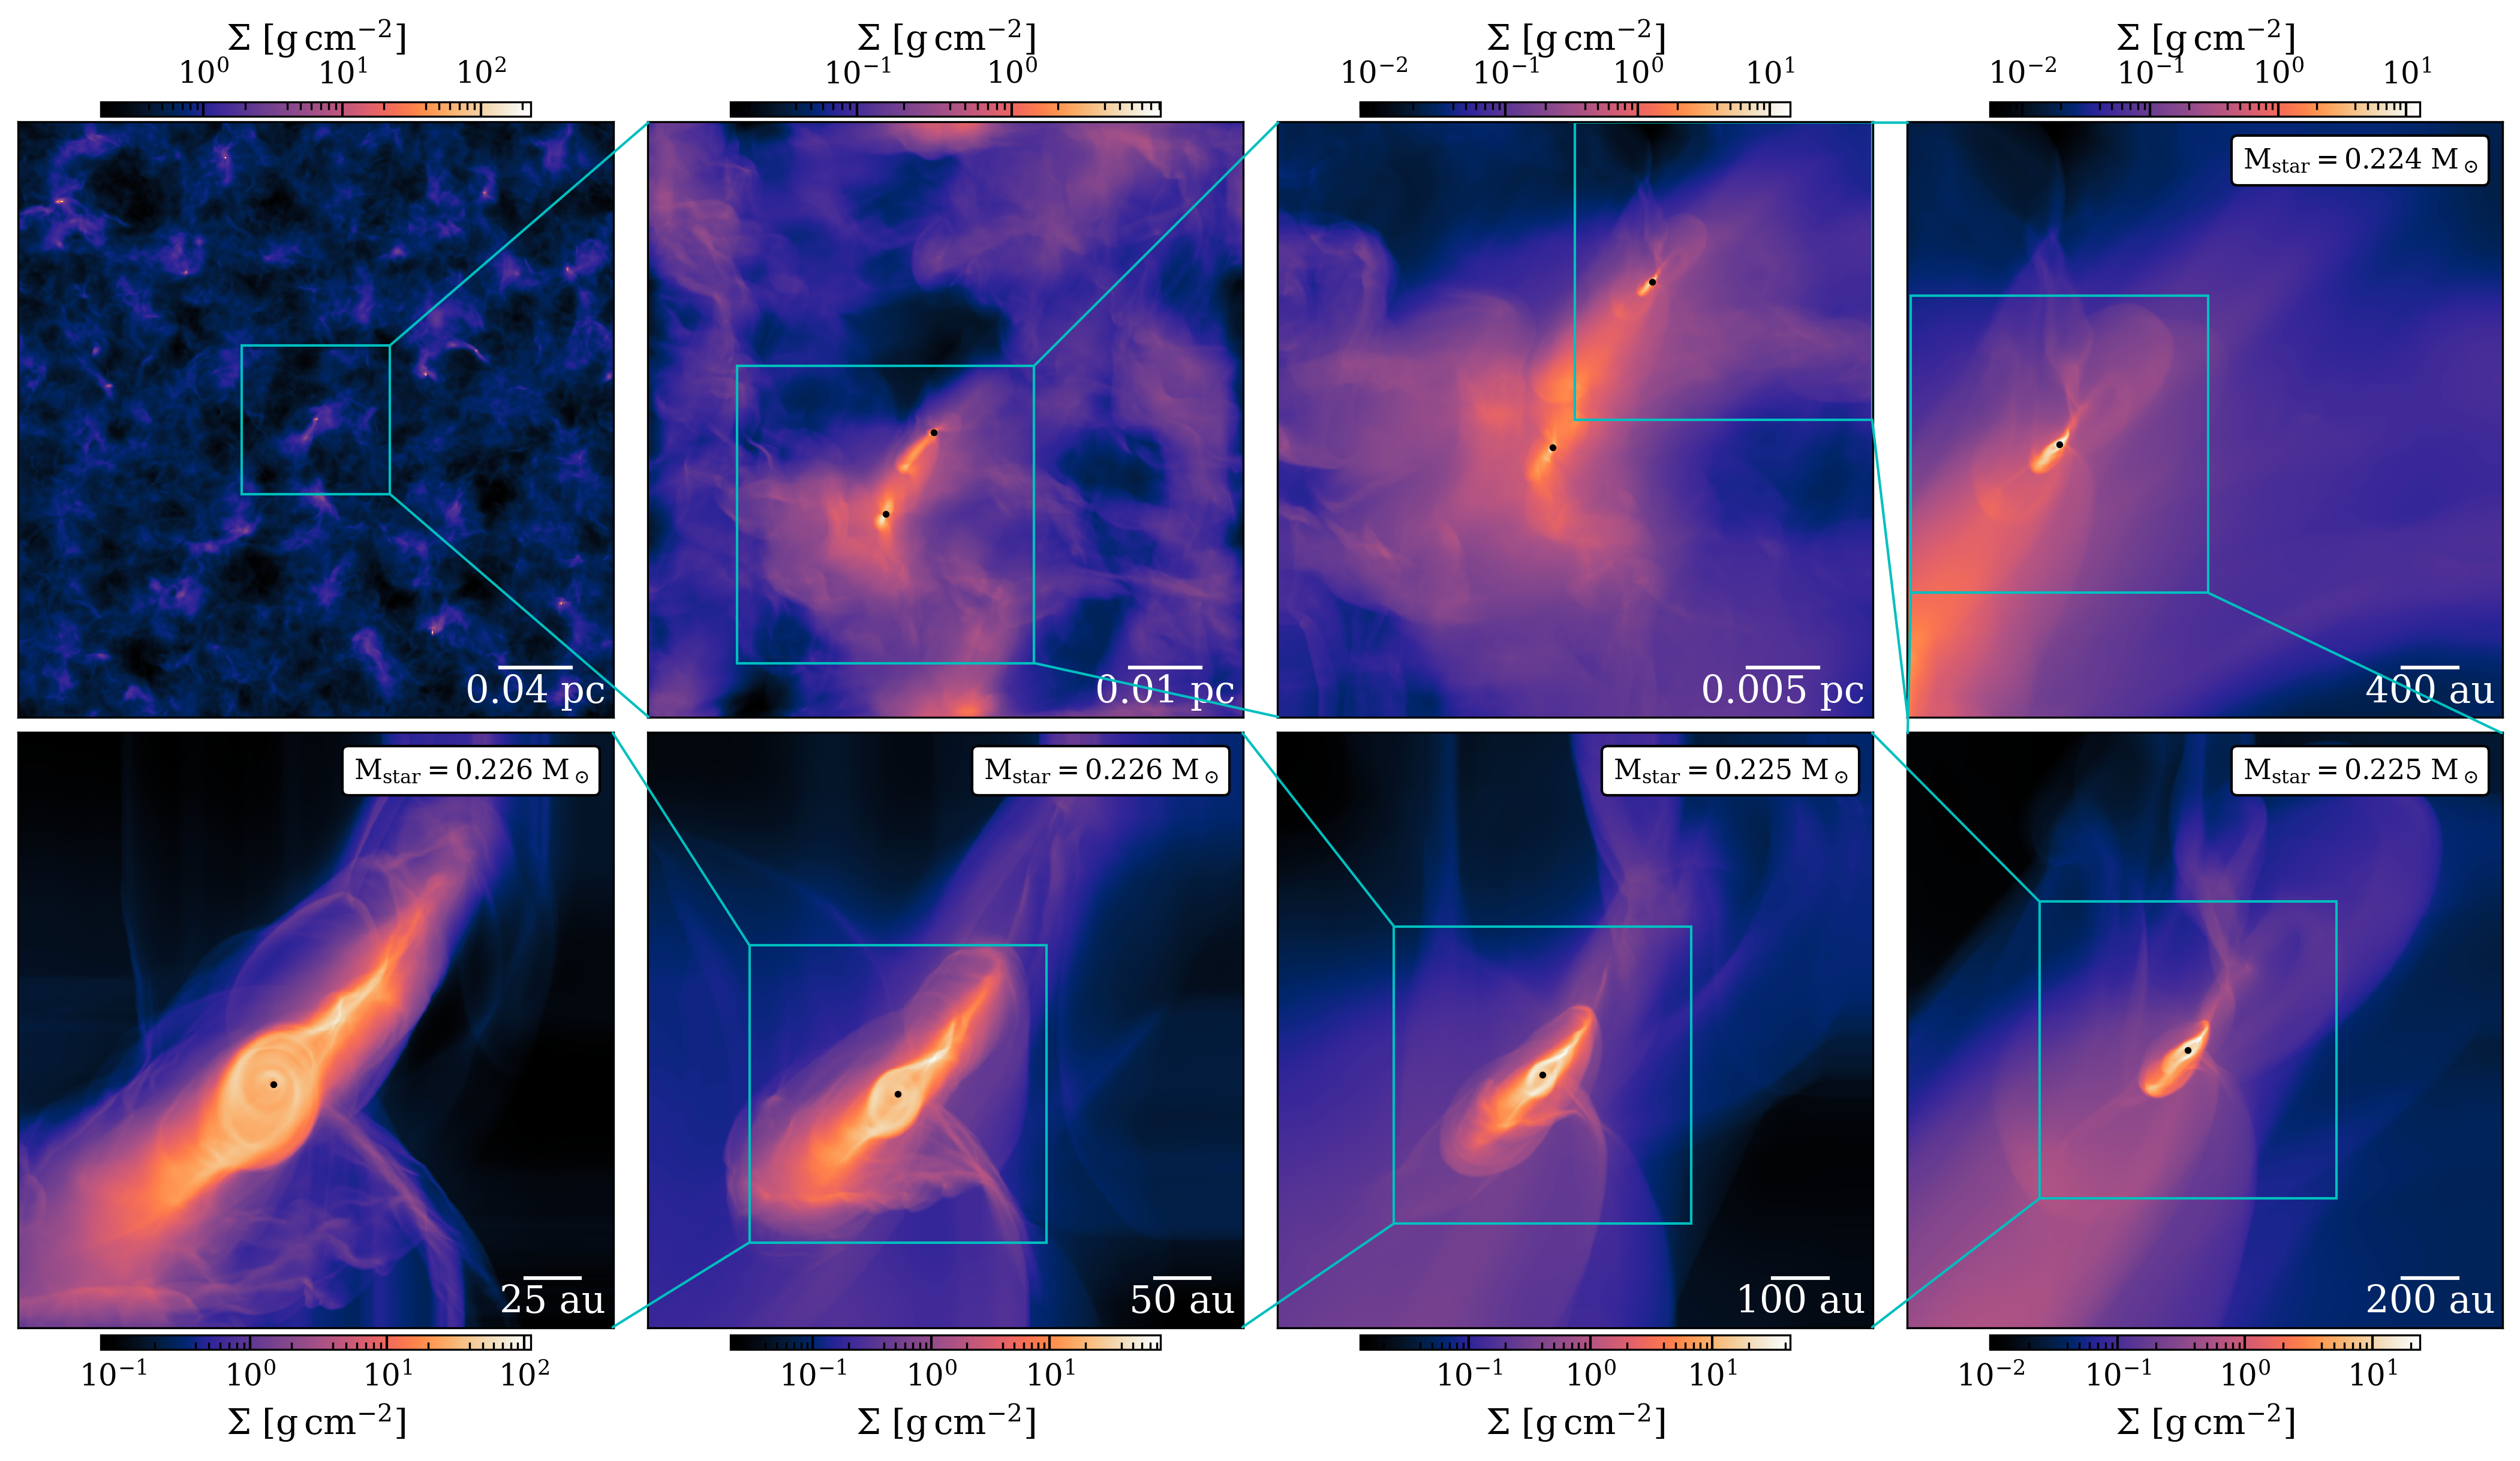 Σ [g cm⁻²] Σ [g cm⁻²] Σ [g cm⁻²] Σ [g cm⁻²]
10⁰ 10¹ 10² 10⁻¹ 10⁰ 10⁻² 10⁻¹ 10⁰ 10¹ 10⁻² 10⁻¹ 10⁰ 10¹
M_star = 0.224 M_⊙
0.04 pc 0.01 pc 0.005 pc 400 au
M_star = 0.226 M_⊙ M_star = 0.226 M_⊙ M_star = 0.225 M_⊙ M_star = 0.225 M_⊙
25 au 50 au 100 au 200 au
10⁻¹ 10⁰ 10¹ 10² 10⁻¹ 10⁰ 10¹ 10⁻¹ 10⁰ 10¹ 10⁻² 10⁻¹ 10⁰ 10¹
Σ [g cm⁻²] Σ [g cm⁻²] Σ [g cm⁻²] Σ [g cm⁻²]